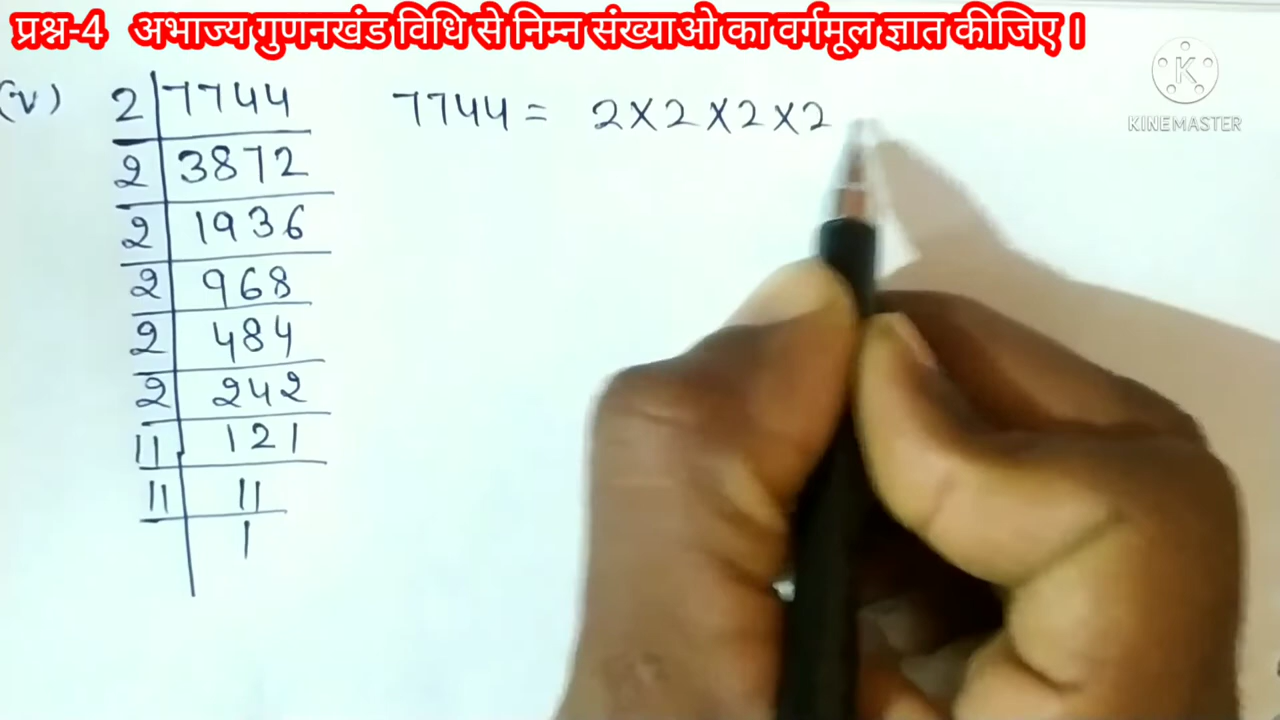 प्रश्न-4 अभाज्य गुणनखंड विधि से निम्न संख्याओ का वर्गमूल ज्ञात कीजिए ।
K
KINEMASTER
(v) 2 | 7744 7744 = 2×2×2×2
2 | 3872
2 | 1936
2 | 968
2 | 484
2 | 242
11 | 121
11 | 11
| 1